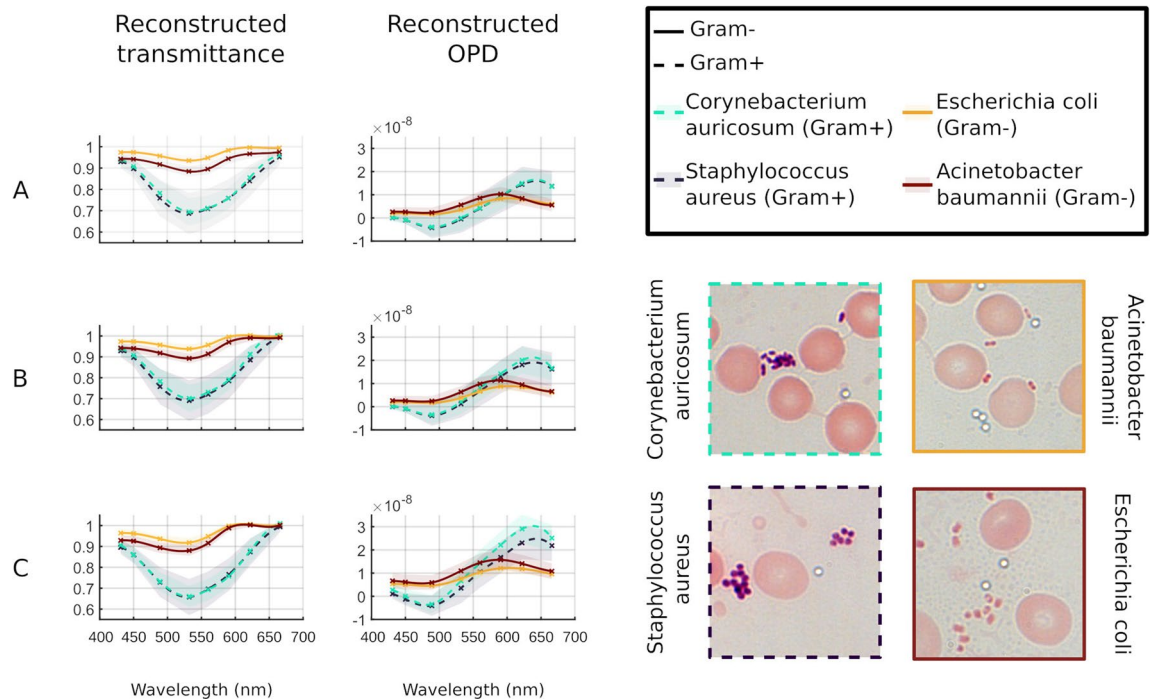 Reconstructed
transmittance
Reconstructed
OPD
Gram-
Gram+
Corynebacterium
auricosum (Gram+)
Escherichia coli
(Gram-)
Staphylococcus
aureus (Gram+)
Acinetobacter
baumannii (Gram-)
A
1
0.9
0.8
0.7
0.6
×10⁻⁸
3
2
1
0
-1
B
1
0.9
0.8
0.7
0.6
×10⁻⁸
3
2
1
0
-1
C
1
0.9
0.8
0.7
0.6
400 450 500 550 600 650 700
×10⁻⁸
3
2
1
0
-1
400 450 500 550 600 650 700
Wavelength (nm)
Wavelength (nm)
Corynebacterium
auricosum
Acinetobacter
baumannii
Staphylococcus
aureus
Escherichia coli